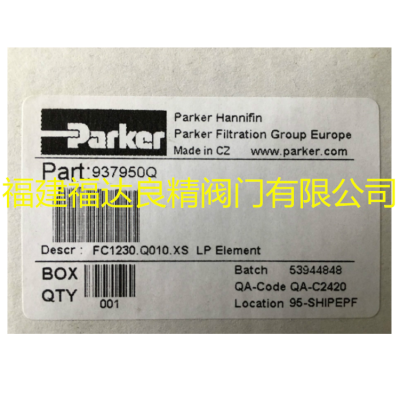 Parker
Parker Hannifin
Parker Filtration Group Europe
Made in CZ www.parker.com
Part:937950Q
福建福达良精阀门有限公司
Descr: FC1230.Q010.XS LP Element
BOX
QTY
001
Batch 53944848
QA-Code QA-C2420
Location 95-SHIPEPF